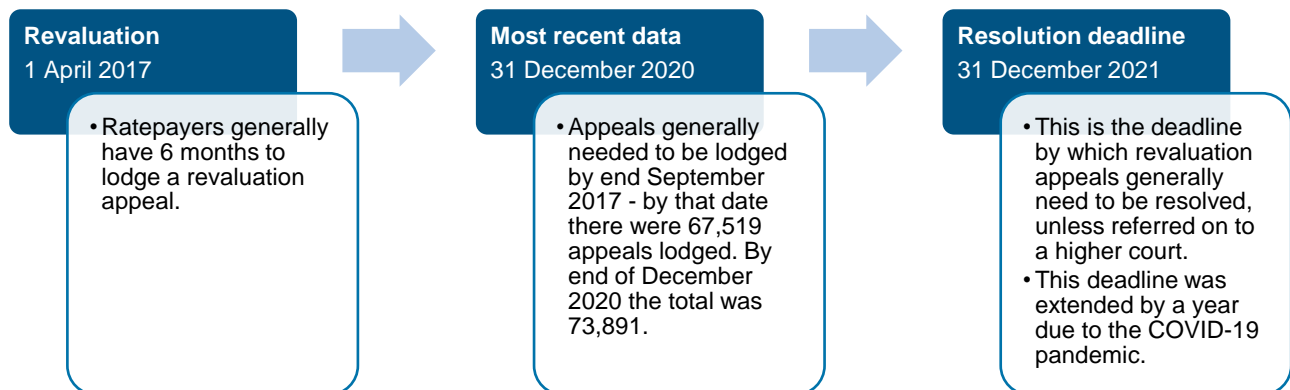 Revaluation
1 April 2017
• Ratepayers generally
have 6 months to
lodge a revaluation
appeal.
Most recent data
31 December 2020
• Appeals generally
needed to be lodged
by end September
2017 - by that date
there were 67,519
appeals lodged. By
end of December
2020 the total was
73,891.
Resolution deadline
31 December 2021
• This is the deadline
by which revaluation
appeals generally
need to be resolved,
unless referred on to
a higher court.
• This deadline was
extended by a year
due to the COVID-19
pandemic.